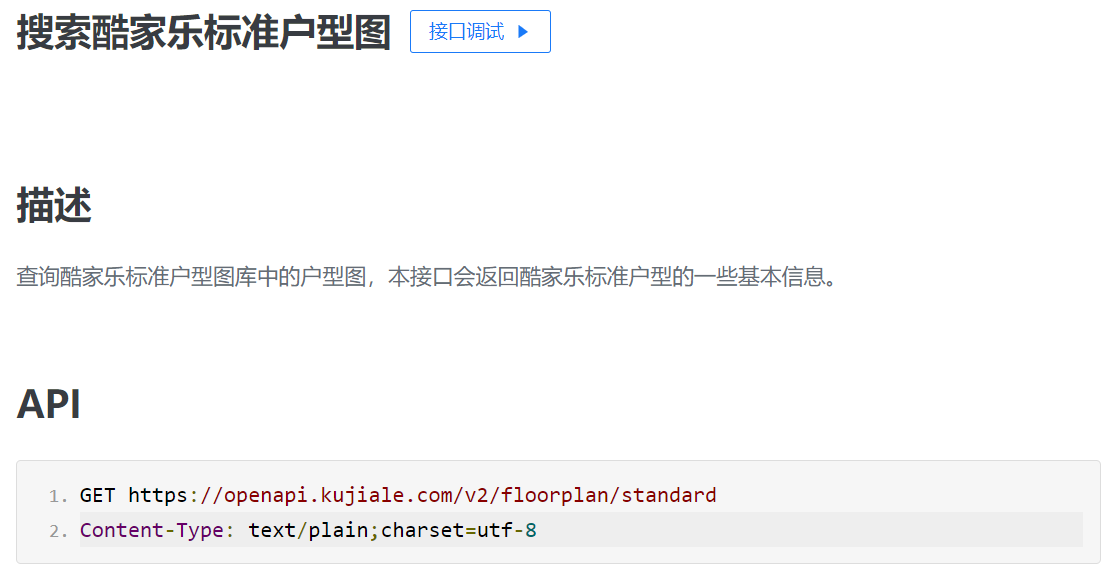 搜索酷家乐标准户型图 接口调试
描述
查询酷家乐标准户型图库中的户型图，本接口会返回酷家乐标准户型的一些基本信息。
API
1. GET https://openapi.kujiale.com/v2/floorplan/standard
2. Content-Type: text/plain;charset=utf-8